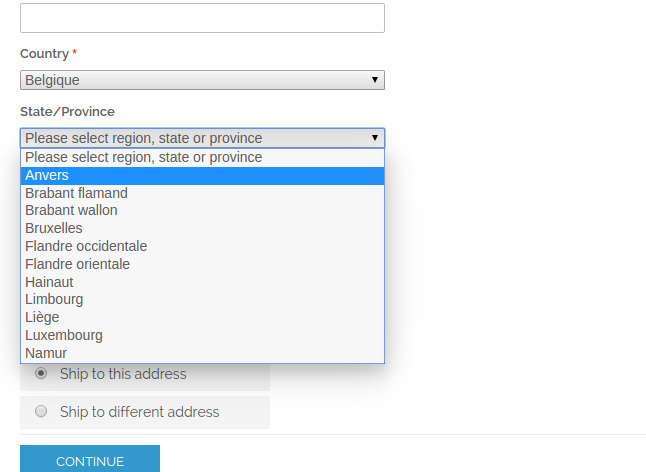 Country *
Belgique
State/Province
Please select region, state or province
Please select region, state or province
Anvers
Brabant flamand
Brabant wallon
Bruxelles
Flandre occidentale
Flandre orientale
Hainaut
Limbourg
Liège
Luxembourg
Namur
Ship to this address
Ship to different address
CONTINUE